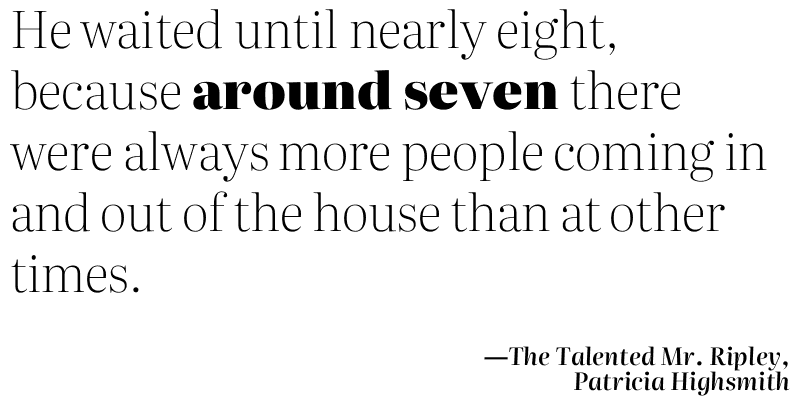 He waited until nearly eight,
because around seven there
were always more people coming in
and out of the house than at other
times.
—The Talented Mr. Ripley,
Patricia Highsmith